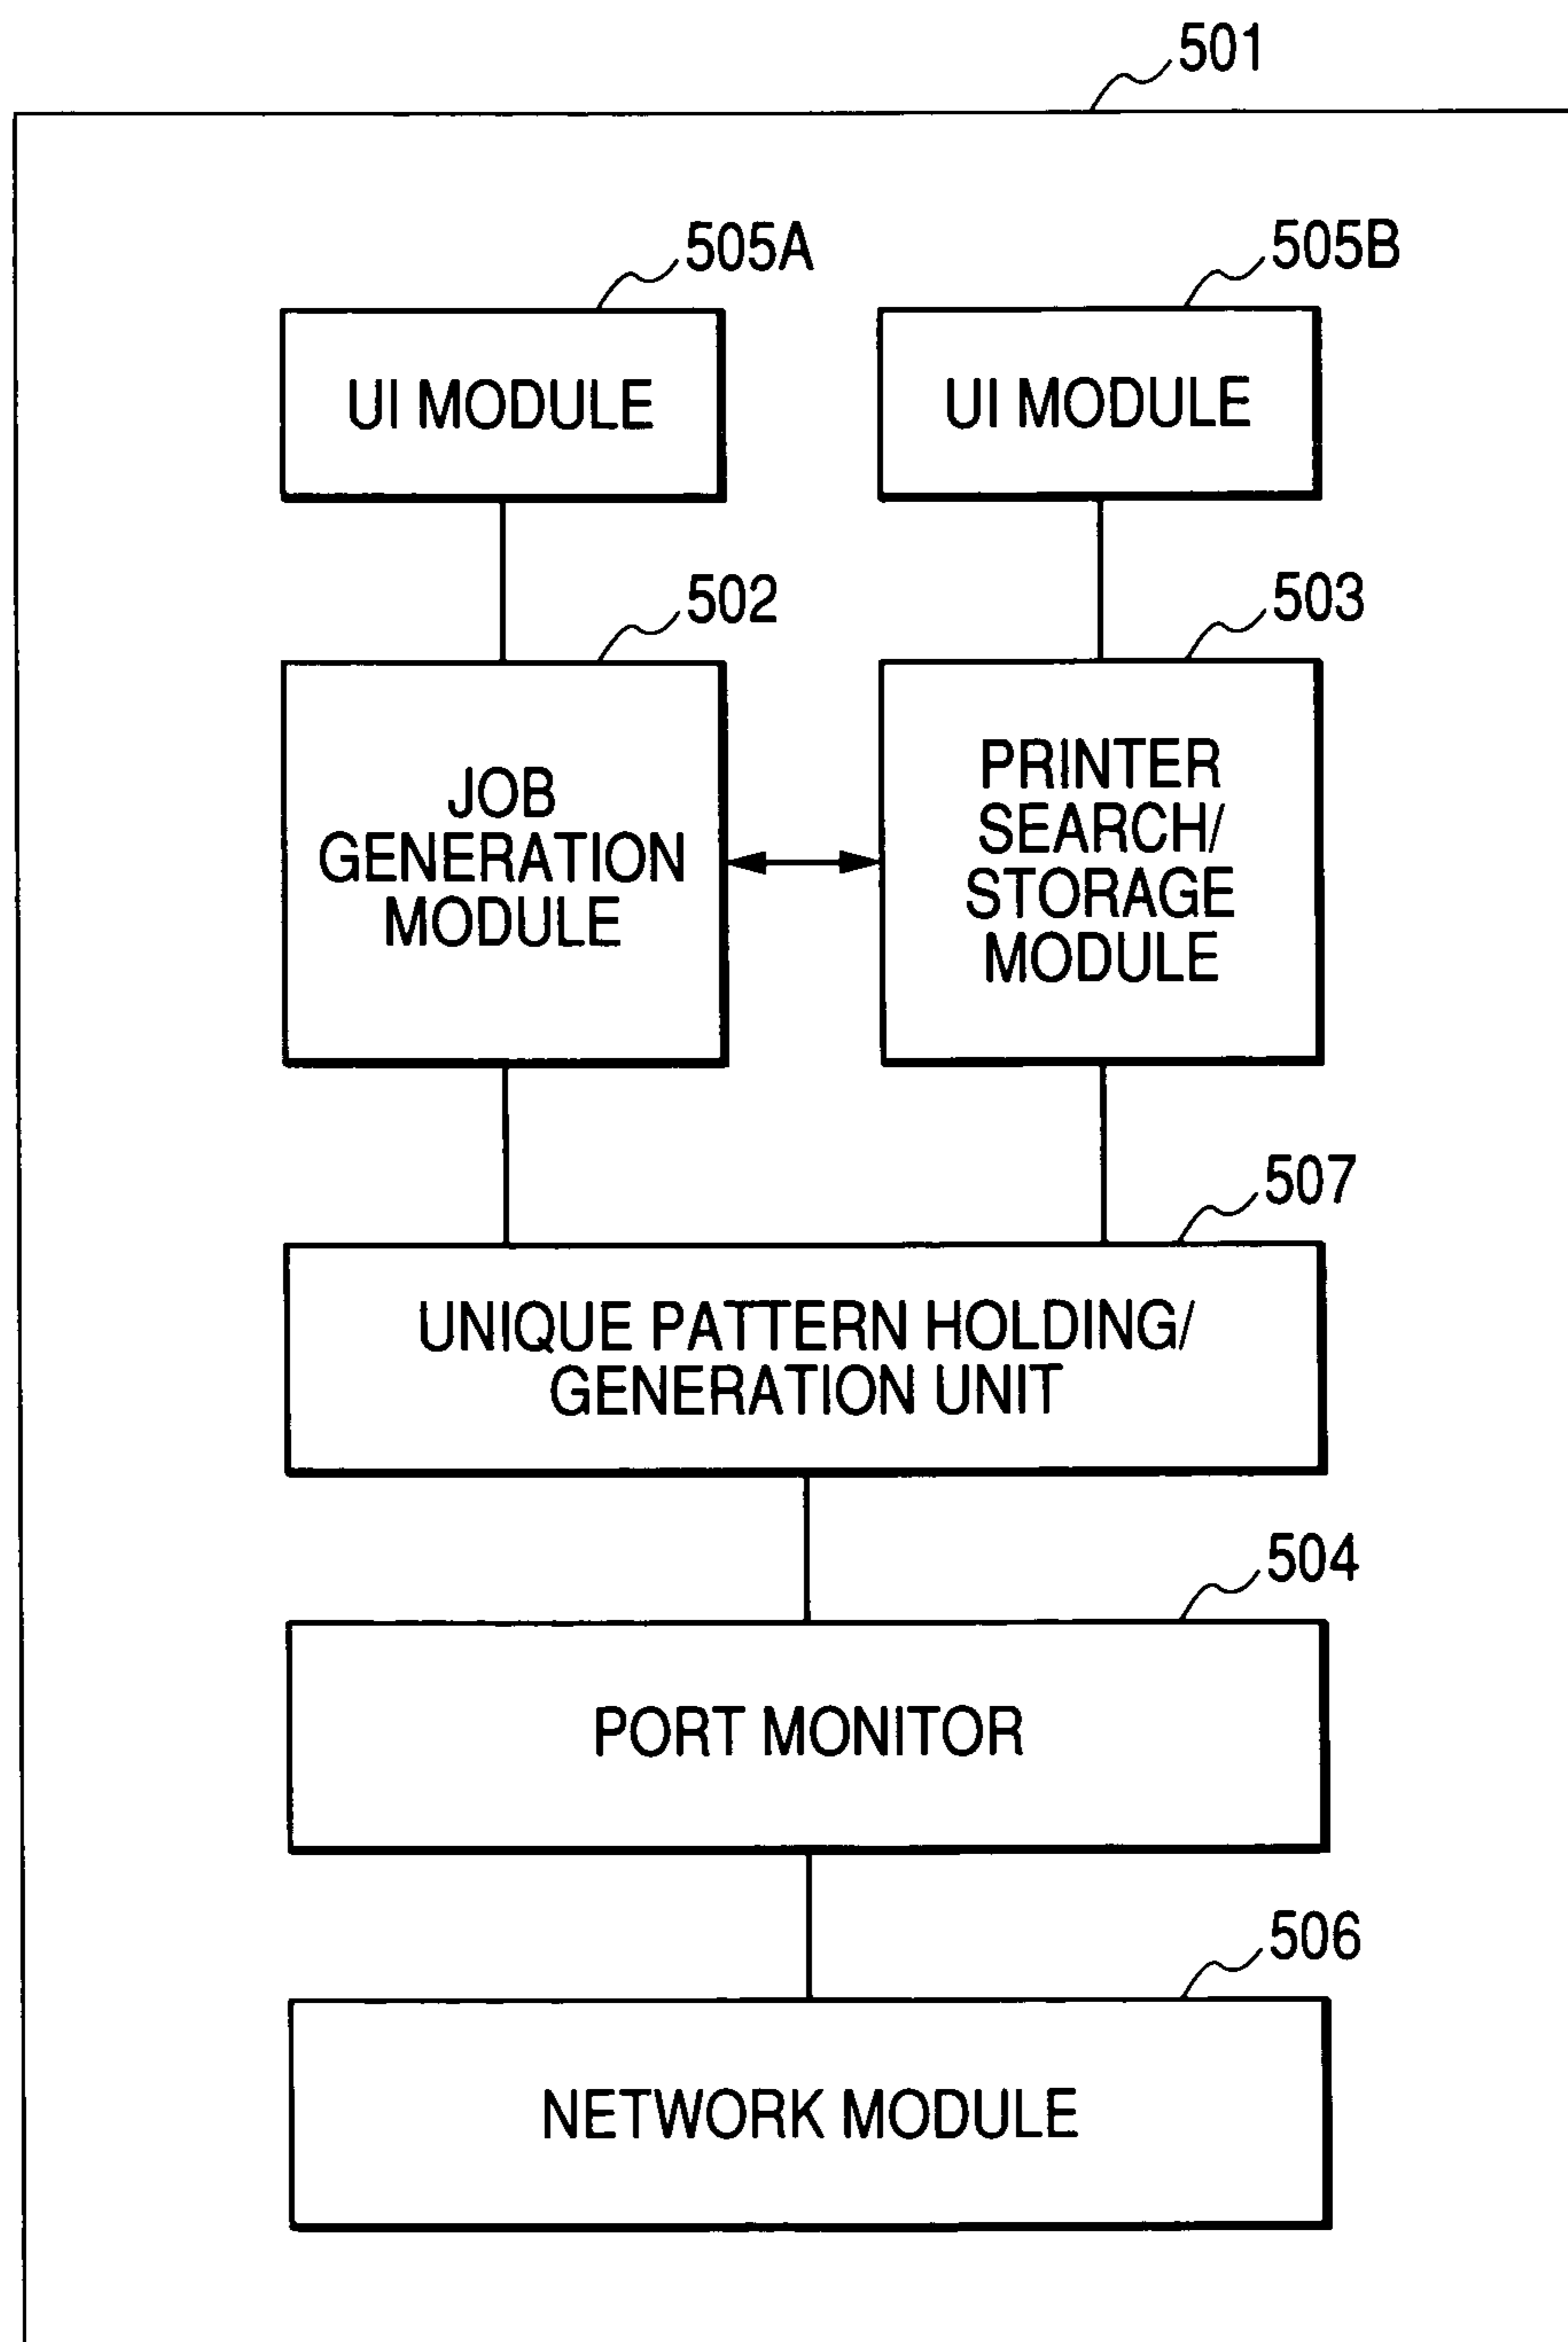 501
505A
505B
UI MODULE
UI MODULE
502
503
JOB
GENERATION
MODULE
PRINTER
SEARCH/
STORAGE
MODULE
507
UNIQUE PATTERN HOLDING/
GENERATION UNIT
504
PORT MONITOR
506
NETWORK MODULE